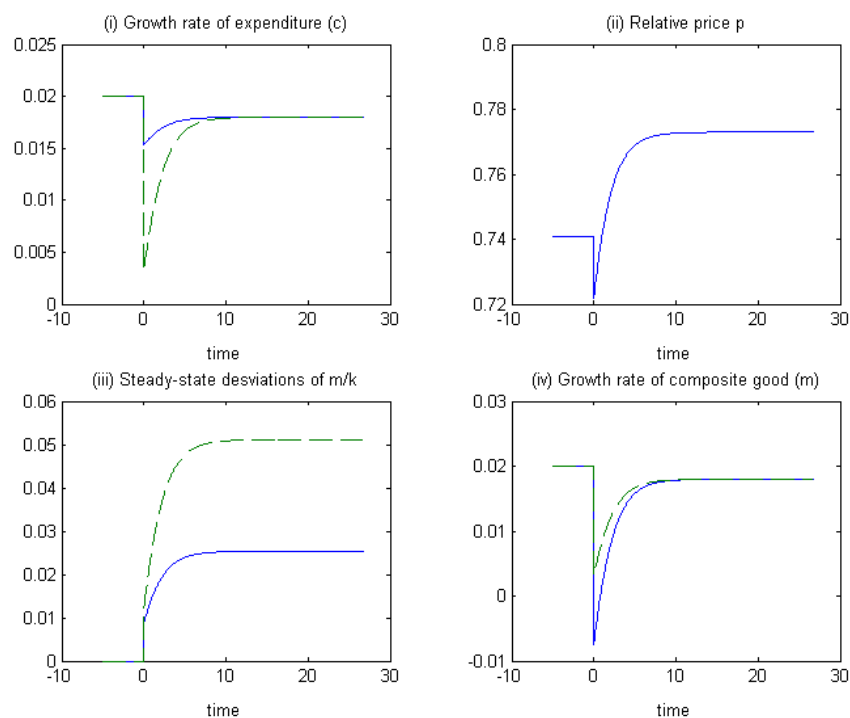 (i) Growth rate of expenditure (c)
0.025
0.02
0.015
0.01
0.005
0
-10 0 10 20 30
time
(ii) Relative price p
0.8
0.78
0.76
0.74
0.72
-10 0 10 20 30
time
(iii) Steady-state desviations of m/k
0.06
0.05
0.04
0.03
0.02
0.01
0
-10 0 10 20 30
time
(iv) Growth rate of composite good (m)
0.03
0.02
0.01
0
-0.01
-10 0 10 20 30
time